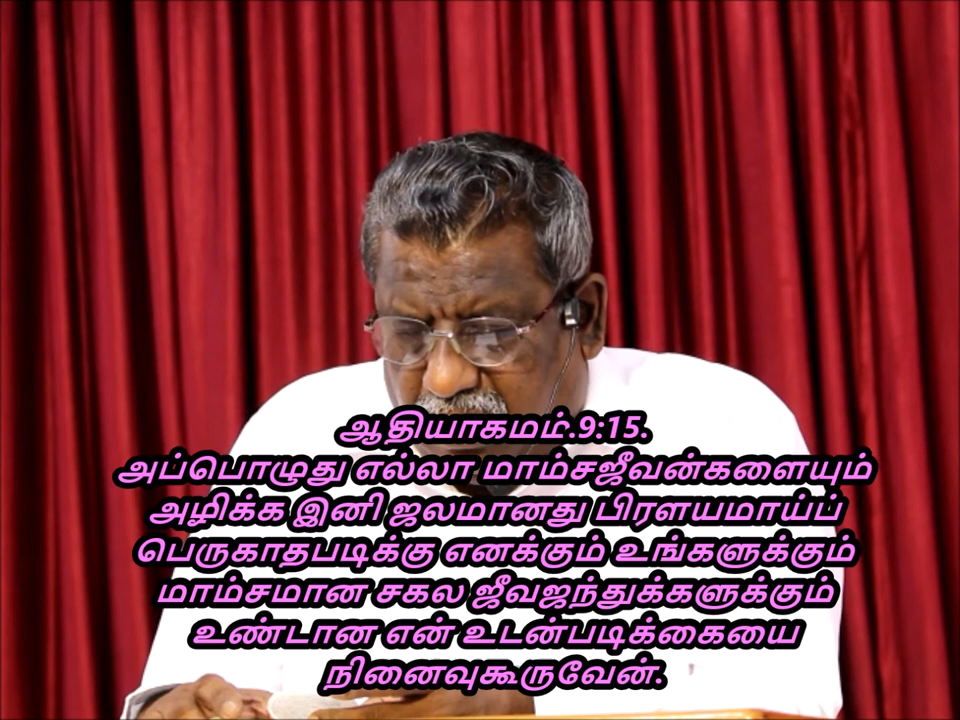 ஆதியாகமம்.9:15.
அப்பொழுது எல்லா மாம்சஜீவன்களையும்
அழிக்க இனி ஜலமானது பிரளயமாய்ப்
பெருகாதபடிக்கு எனக்கும் உங்களுக்கும்
மாம்சமான சகல ஜீவஜந்துக்களுக்கும்
உண்டான என் உடன்படிக்கையை
நினைவுகூருவேன்.